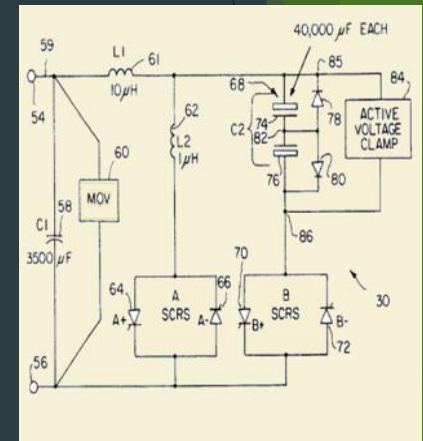 40,000 µF EACH
59
L1
61
85
84
10µH
68
54
62
74
C2
82
78
ACTIVE
VOLTAGE
CLAMP
60
L2
1µH
58
MOV
76
80
C1
3500 µF
86
70
30
64
A
SCRS
66
A+
A-
B
SCRS
B+
B-
72
56